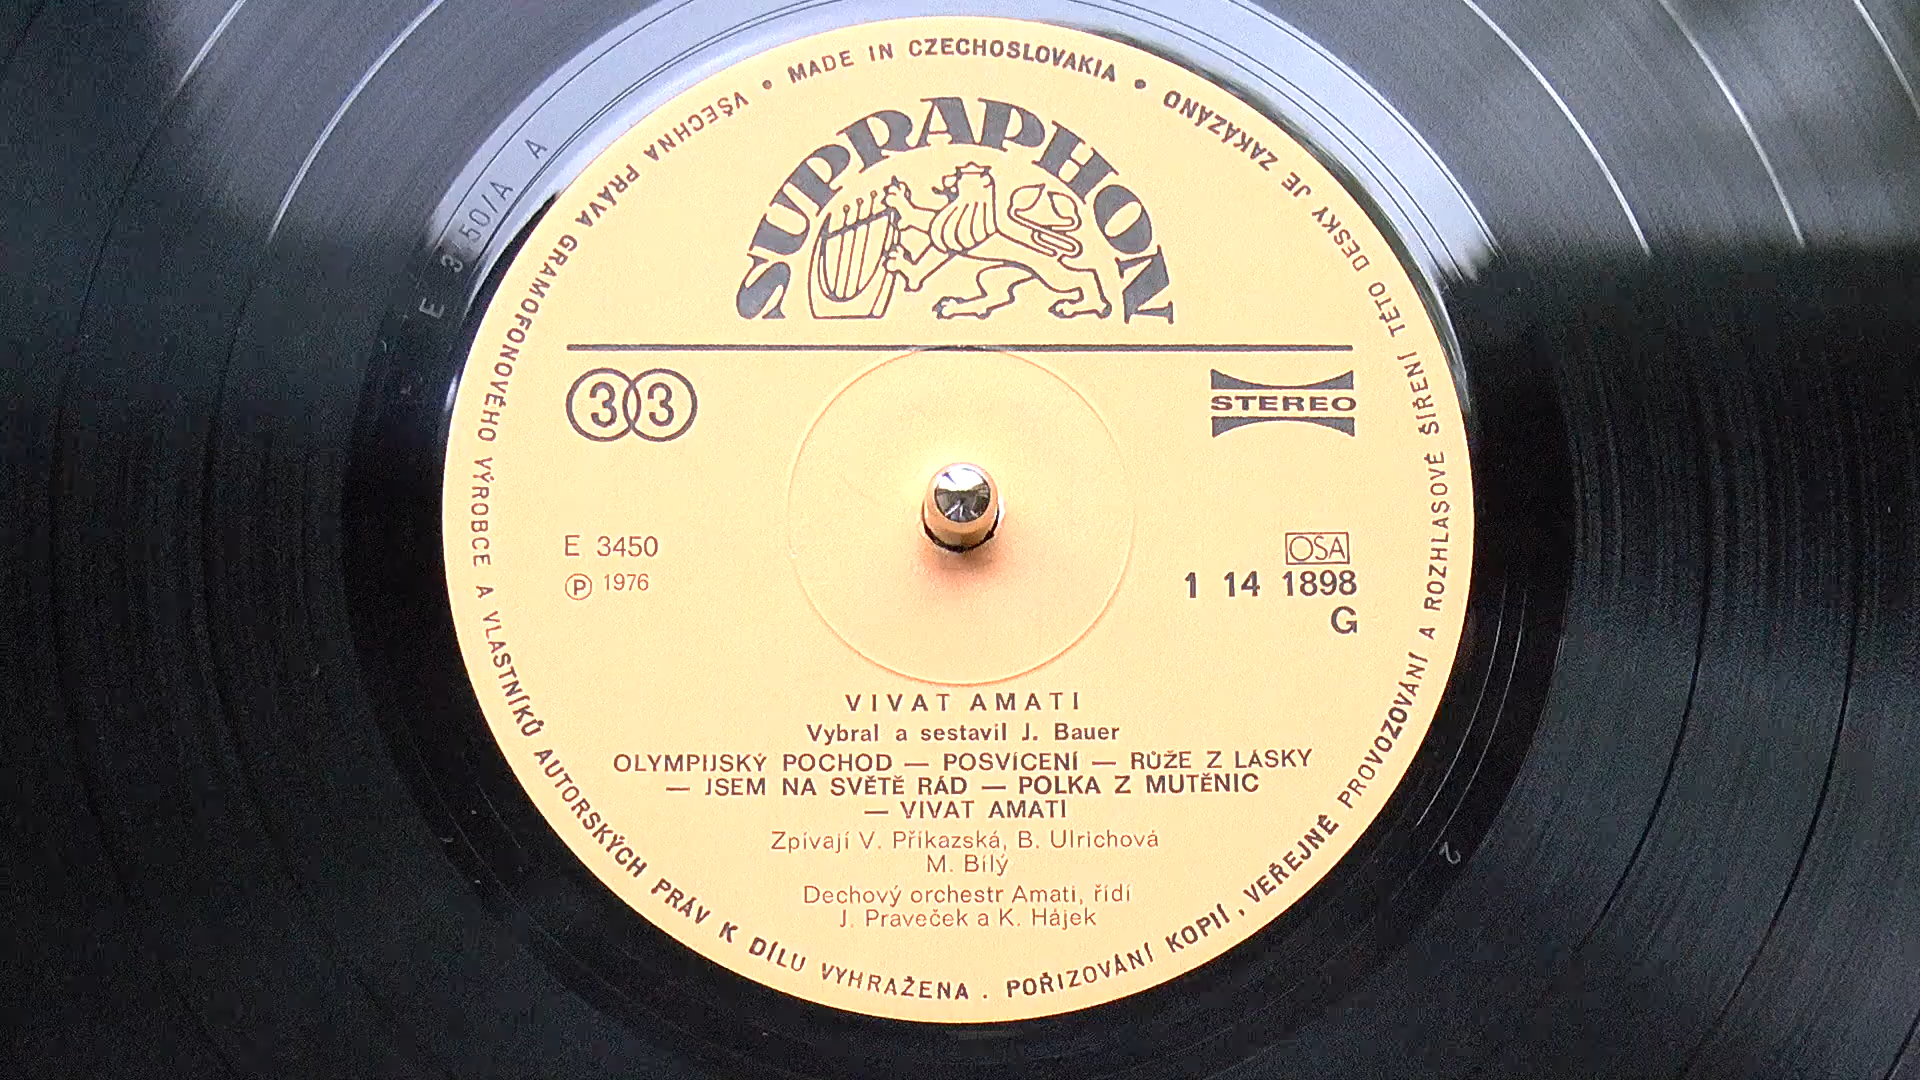 MADE IN CZECHOSLOVAKIA •
VŠECHNA PRÁVA GRAMOFONOVÉHO VÝROBCE A VLASTNÍKŮ AUTORSKÝCH PRÁV K DÍLU VYHRAŽENA . POŘIZOVÁNÍ KOPIÍ , VEŘEJNÉ PROVOZOVÁNÍ A ROZHLASOVÉ ŠÍŘENÍ TÉTO DESKY JE ZAKÁZÁNO •
SUPRAPHON
33
STEREO
E 3450
Ⓟ 1976
OSA
1 14 1898
G
VIVAT AMATI
Vybral a sestavil J. Bauer
OLYMPIJSKÝ POCHOD — POSVÍCENÍ — RŮŽE Z LÁSKY
— JSEM NA SVĚTĚ RÁD — POLKA Z MUTĚNIC
— VIVAT AMATI
Zpívají V. Příkazská, B. Ulrichová
M. Bílý
Dechový orchestr Amati, řídí
J. Praveček a K. Hájek
A
2